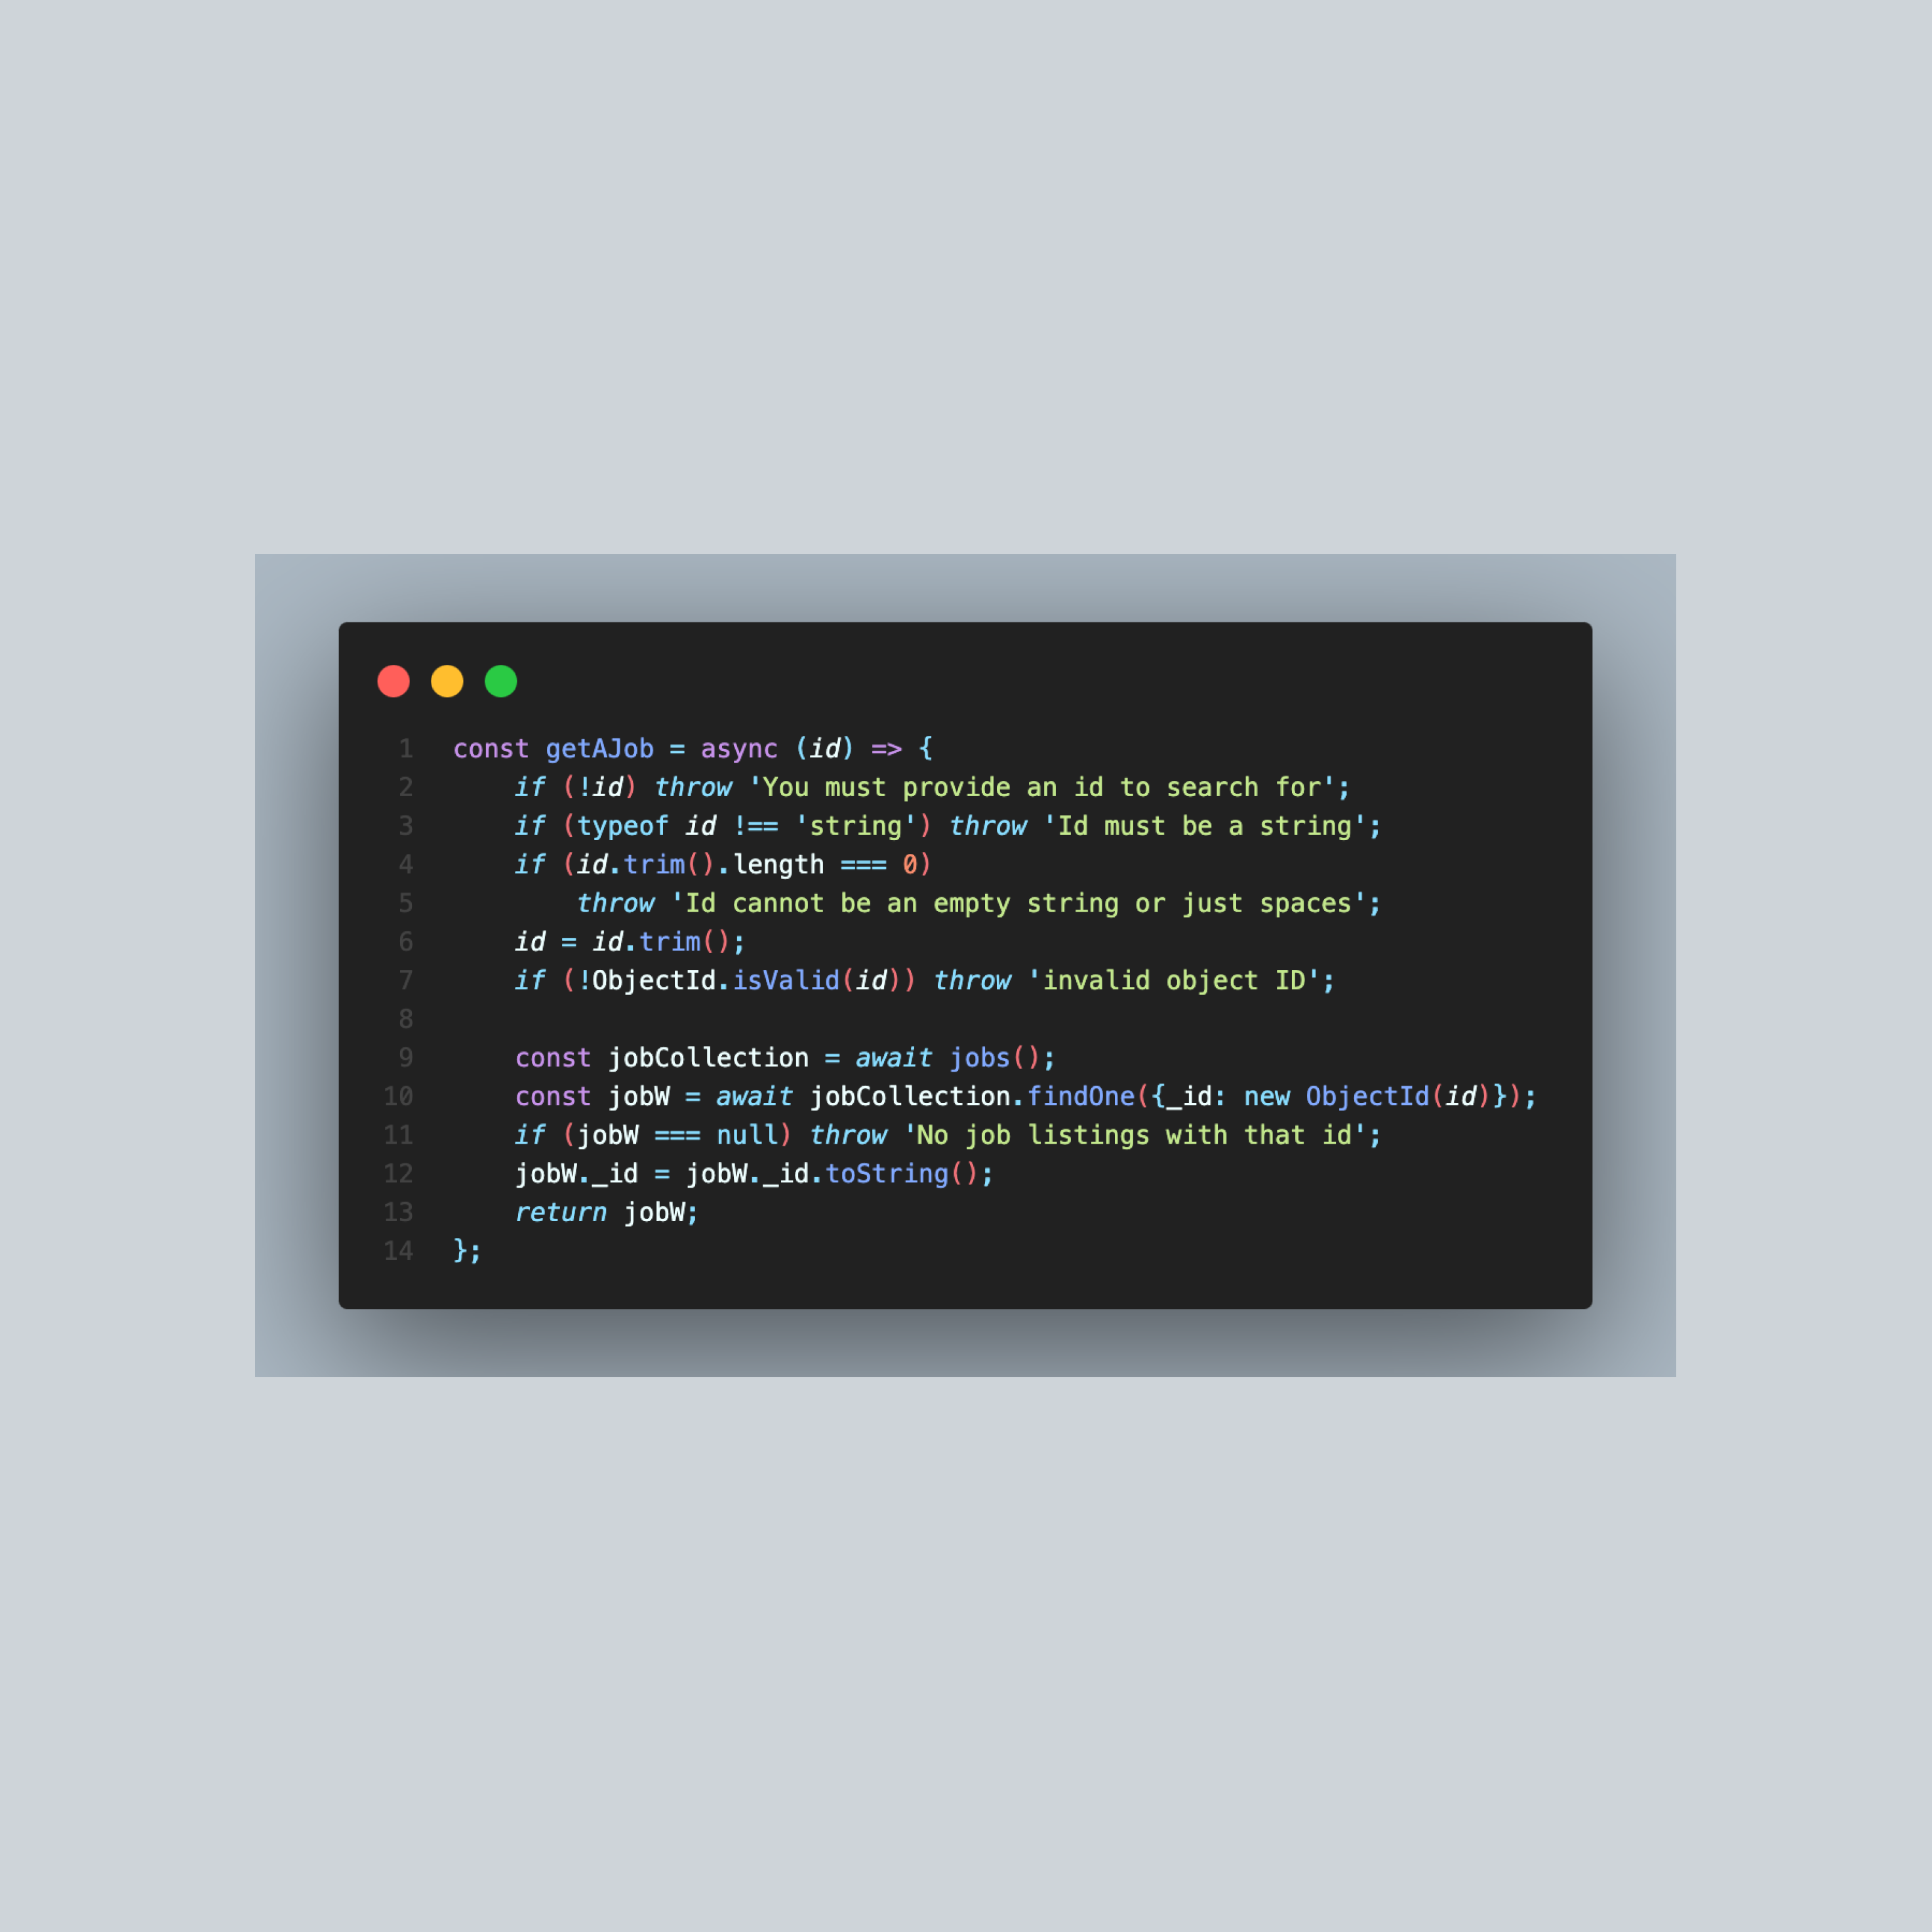 1 const getAJob = async (id) => {
2     if (!id) throw 'You must provide an id to search for';
3     if (typeof id !== 'string') throw 'Id must be a string';
4     if (id.trim().length === 0)
5         throw 'Id cannot be an empty string or just spaces';
6     id = id.trim();
7     if (!ObjectId.isValid(id)) throw 'invalid object ID';
8
9     const jobCollection = await jobs();
10     const jobW = await jobCollection.findOne({_id: new ObjectId(id)});
11     if (jobW === null) throw 'No job listings with that id';
12     jobW._id = jobW._id.toString();
13     return jobW;
14 };